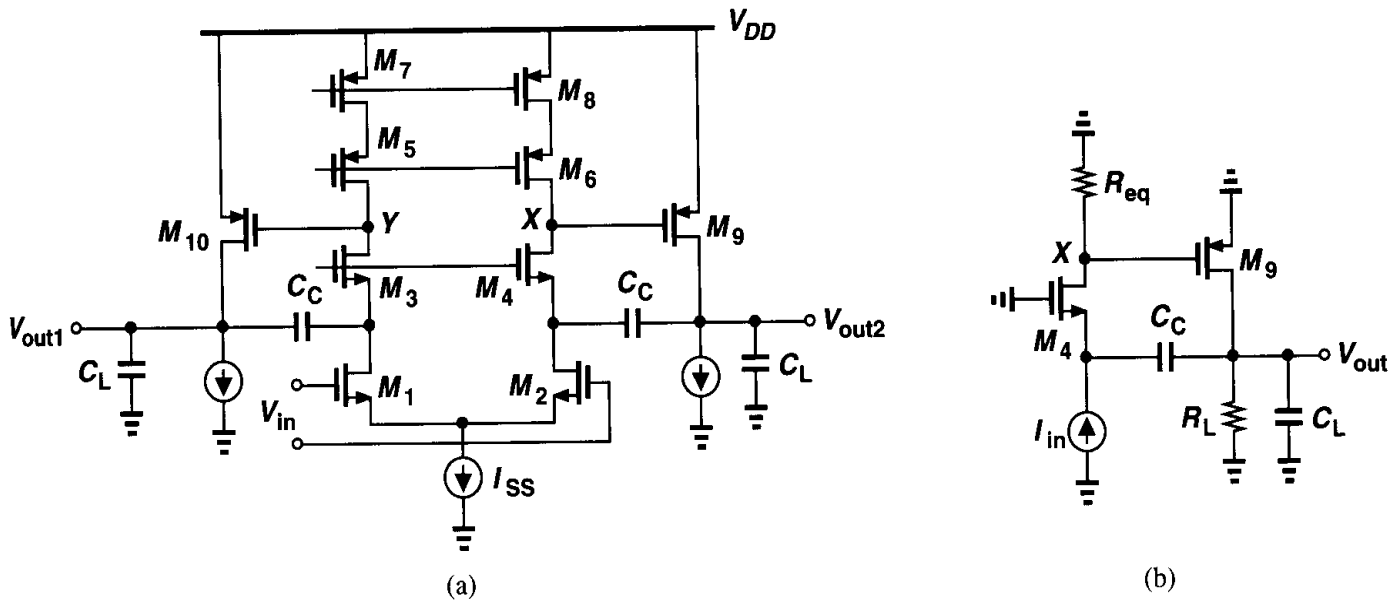 V_DD
M_7
M_8
M_5
M_6
Y
X
M_10
M_9
C_C
M_3
M_4
C_C
V_out1
V_out2
C_L
C_L
M_1
M_2
V_in
I_SS
(a)
R_eq
X
M_9
M_4
C_C
V_out
I_in
R_L
C_L
(b)